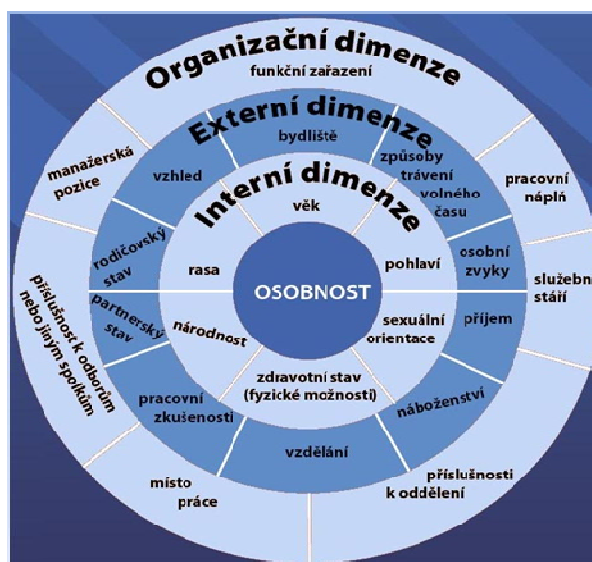 Organizační dimenze
funkční zařazení
Externí dimenze
bydliště
způsoby
trávení
volného
času
vzhled
manažerská
pozice
Interní dimenze
věk
pracovní
náplň
rodičovský
stav
rasa
pohlaví
osobní
zvyky
služební
stáří
OSOBNOST
partnerský
stav
národnost
sexuální
orientace
příjem
příslušnost k odborům
nebo jiným spolkům
zdravotní stav
(fyzické možnosti)
pracovní
zkušenosti
náboženství
vzdělání
místo
práce
příslušnosti
k oddělení